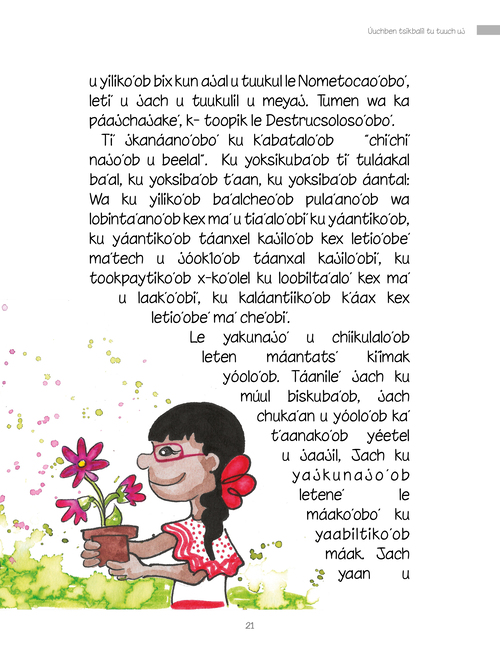 Úuchben tsikbalil tu tuuch uj
u yiliko'ob bix kun ajal u tuukul le Nometocao'obo',
leti' u jach u tuukulil u meyaj. Tumen wa ka
páajchajake', k- toopik le Destrucsoloso'obo'.
Ti' jkanáano'obo' ku k'abatalo'ob "chi'chi'
najo'ob u beelal". Ku yoksikuba'ob ti' tuláakal
ba'al, ku yoksiba'ob t'aan, ku yoksiba'ob áantal:
Wa ku yiliko'ob ba'alcheo'ob pula'ano'ob wa
lobinta'ano'ob kex ma' u tia'alo'obi' ku yáantiko'ob,
ku yáantiko'ob táanxel kajilo'ob kex letio'obe'
ma'tech u jóok'lo'ob táanxal kajilo'obi', ku
tookpaytiko'ob x-ko'olel ku loobilta'alo' kex ma'
u laak'o'obi', ku kaláantiiko'ob k'áax kex
letio'obe' ma' che'obi'.
Le yakunajo' u chíikulalo'ob
leten máantats' ki'imak
yóolo'ob. Táanile' jach ku
múul biskuba'ob, jach
chuka'an u yóolo'ob ka'
t'aanako'ob yéetel
u jaajil, Jach ku
yajkunajo'ob
letene' le
máako'obo' ku
yaabiltiko'ob
máak. Jach
yaan u
21